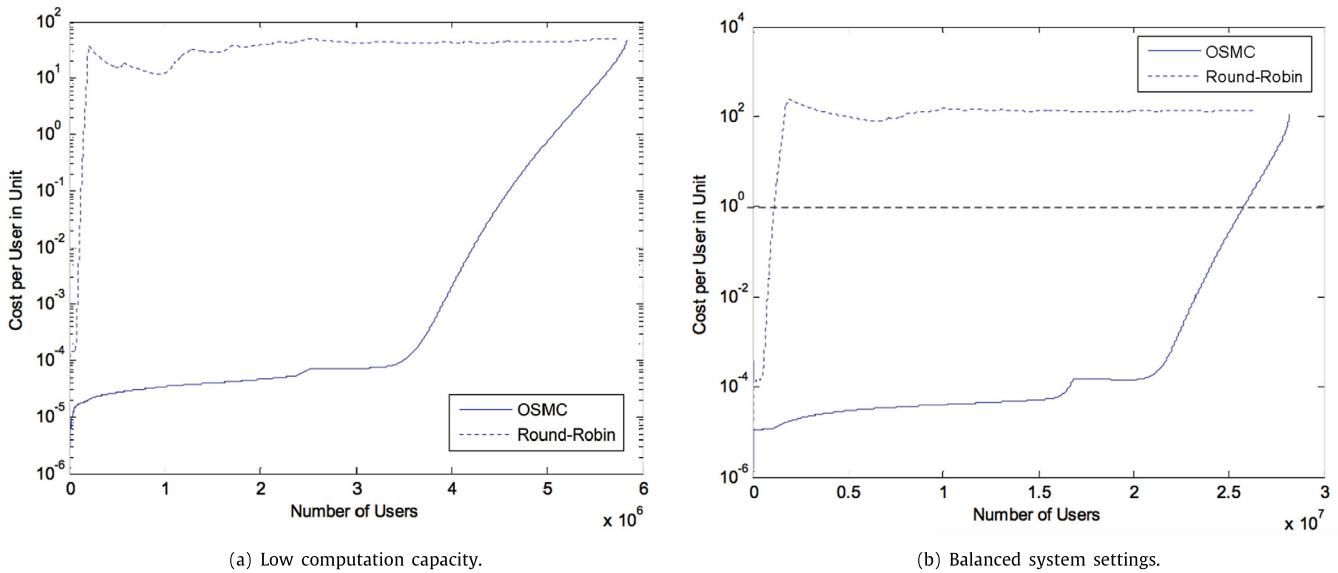 10^2
10^1
10^0
10^-1
10^-2
10^-3
10^-4
10^-5
10^-6
Cost per User in Unit
0 1 2 3 4 5 6
Number of Users
x 10^6
OSMC
Round-Robin
(a) Low computation capacity.
10^4
10^2
10^0
10^-2
10^-4
10^-6
Cost per User in Unit
0 0.5 1 1.5 2 2.5 3
Number of Users
x 10^7
OSMC
Round-Robin
(b) Balanced system settings.